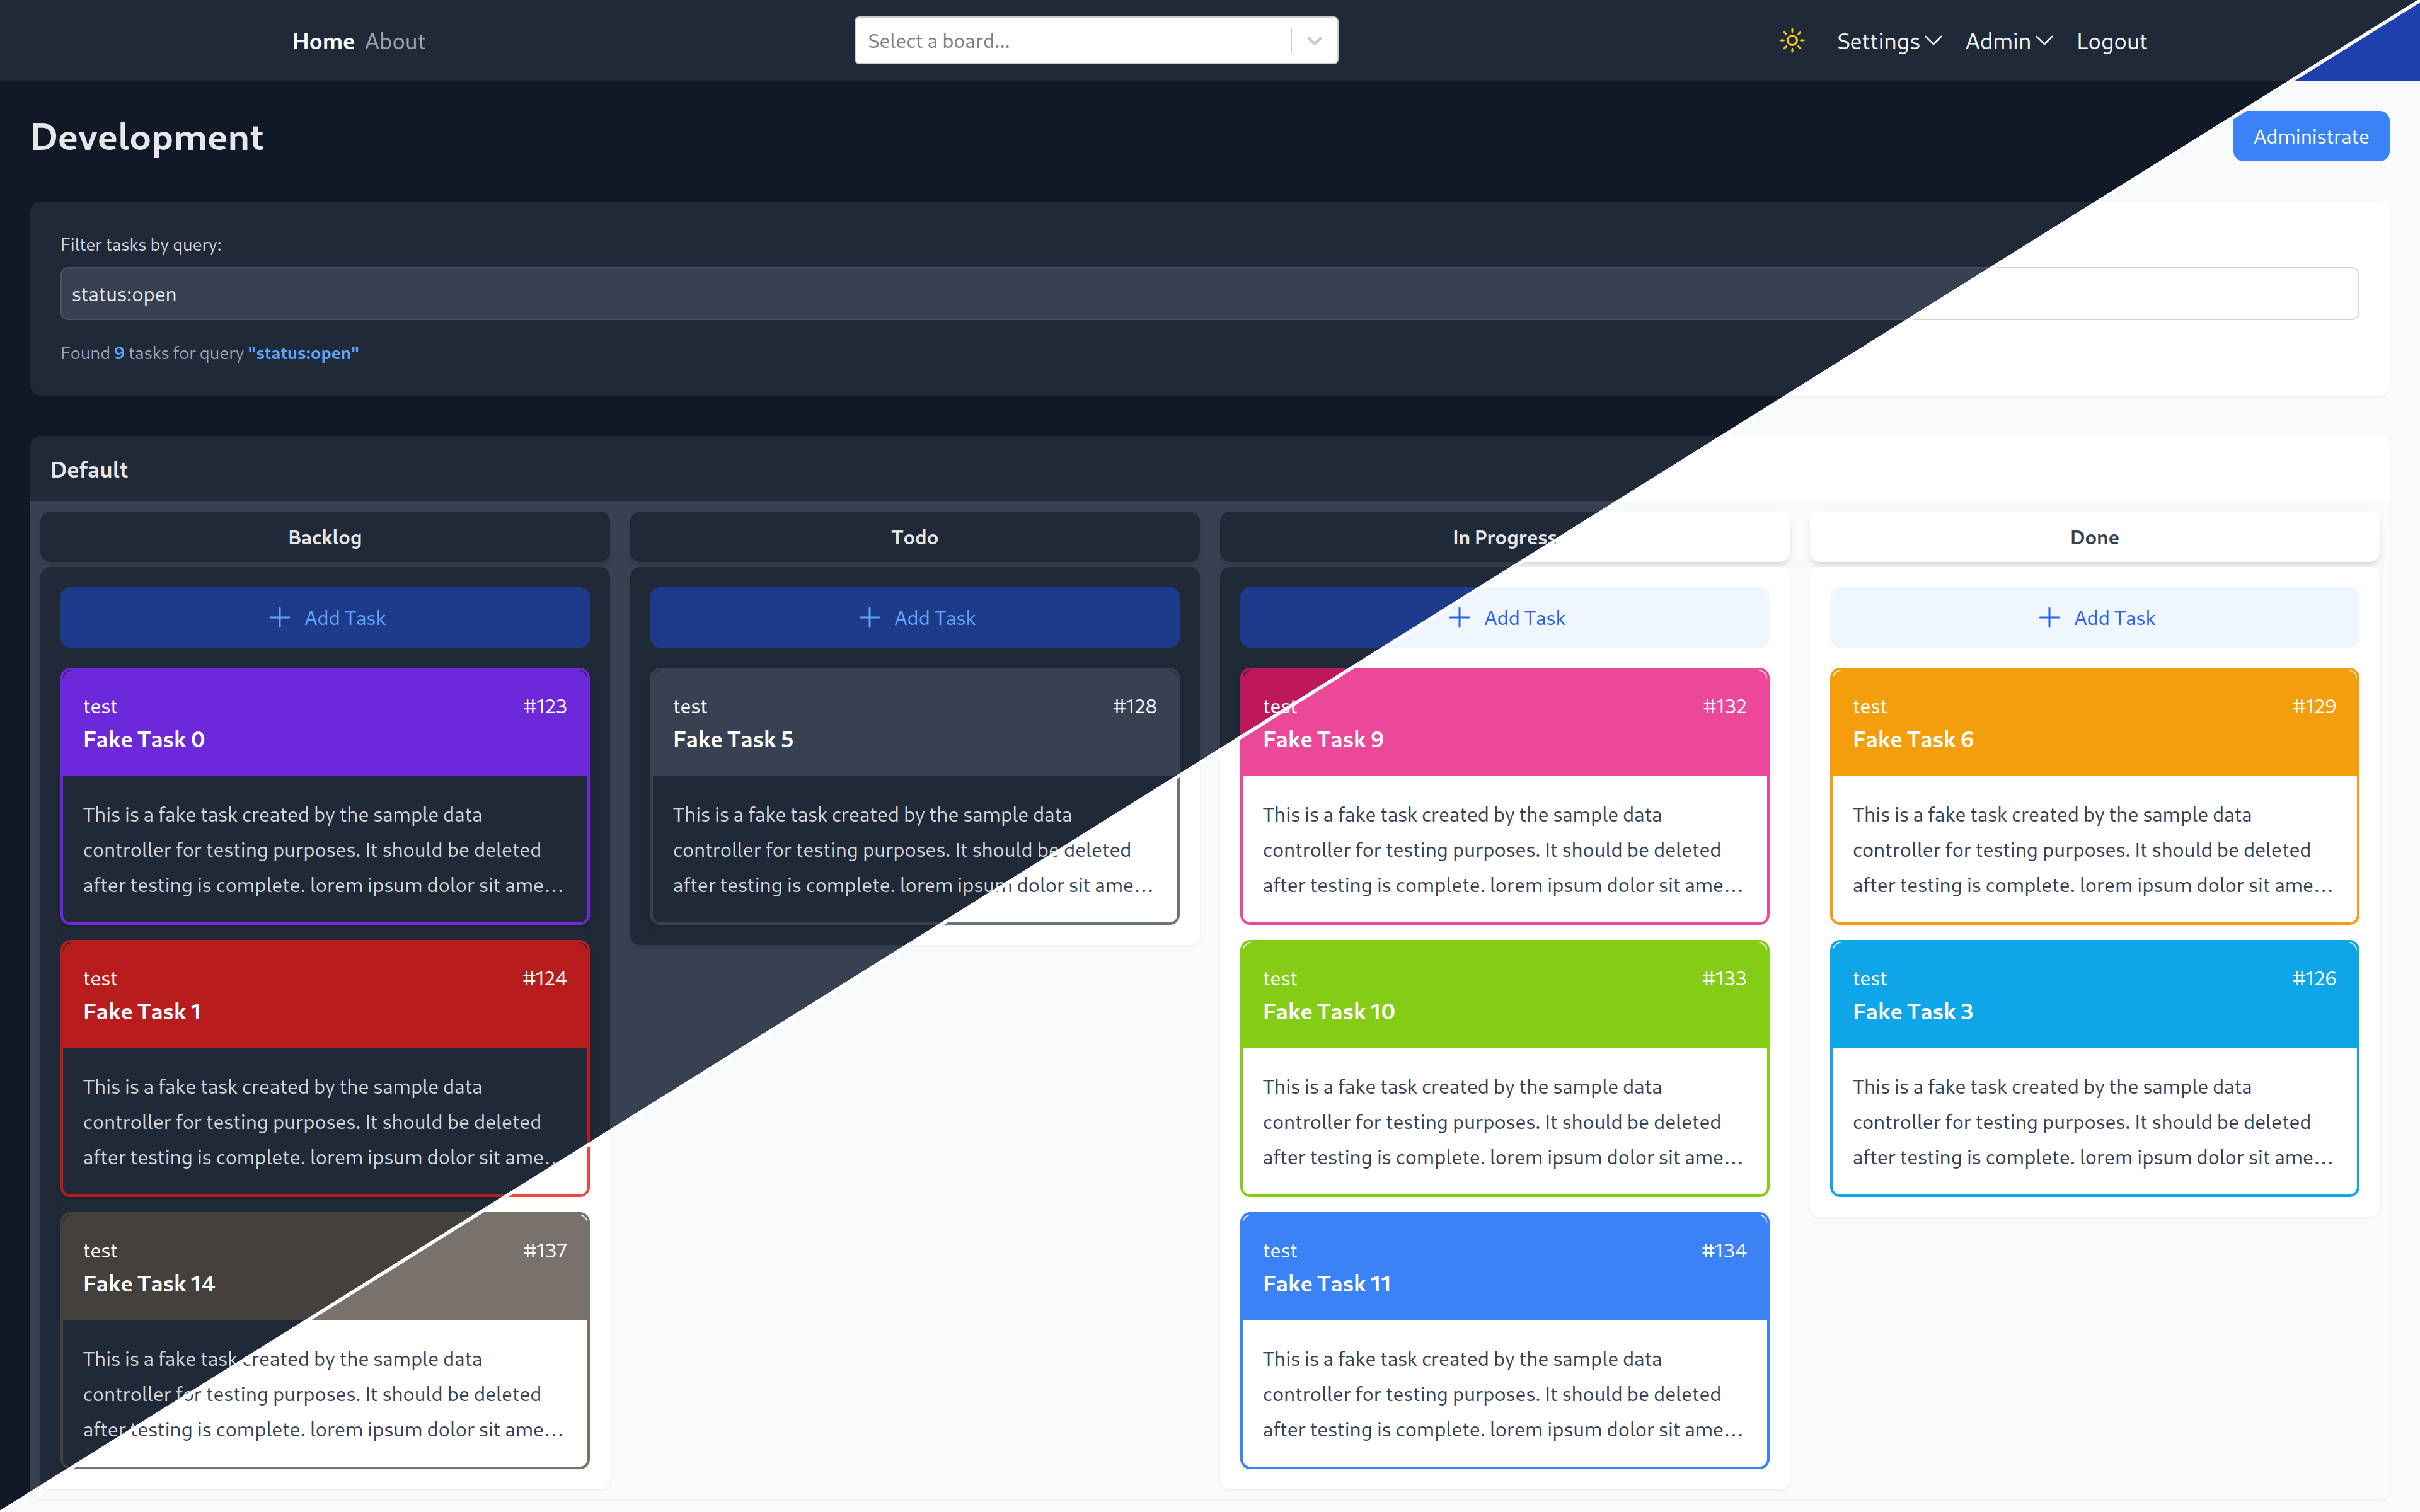 Home About
Select a board...
Settings Admin Logout
Development
Administrate
Filter tasks by query:
status:open
Found 9 tasks for query "status:open"
Default
Backlog
Add Task
test #123
Fake Task 0
This is a fake task created by the sample data
controller for testing purposes. It should be deleted
after testing is complete. lorem ipsum dolor sit ame...
test #124
Fake Task 1
This is a fake task created by the sample data
controller for testing purposes. It should be deleted
after testing is complete. lorem ipsum dolor sit ame...
test #137
Fake Task 14
This is a fake task created by the sample data
controller for testing purposes. It should be deleted
after testing is complete. lorem ipsum dolor sit ame...
Todo
Add Task
test #128
Fake Task 5
This is a fake task created by the sample data
controller for testing purposes. It should be deleted
after testing is complete. lorem ipsum dolor sit ame...
In Progress
Add Task
test #132
Fake Task 9
This is a fake task created by the sample data
controller for testing purposes. It should be deleted
after testing is complete. lorem ipsum dolor sit ame...
test #133
Fake Task 10
This is a fake task created by the sample data
controller for testing purposes. It should be deleted
after testing is complete. lorem ipsum dolor sit ame...
test #134
Fake Task 11
This is a fake task created by the sample data
controller for testing purposes. It should be deleted
after testing is complete. lorem ipsum dolor sit ame...
Done
Add Task
test #129
Fake Task 6
This is a fake task created by the sample data
controller for testing purposes. It should be deleted
after testing is complete. lorem ipsum dolor sit ame...
test #126
Fake Task 3
This is a fake task created by the sample data
controller for testing purposes. It should be deleted
after testing is complete. lorem ipsum dolor sit ame...